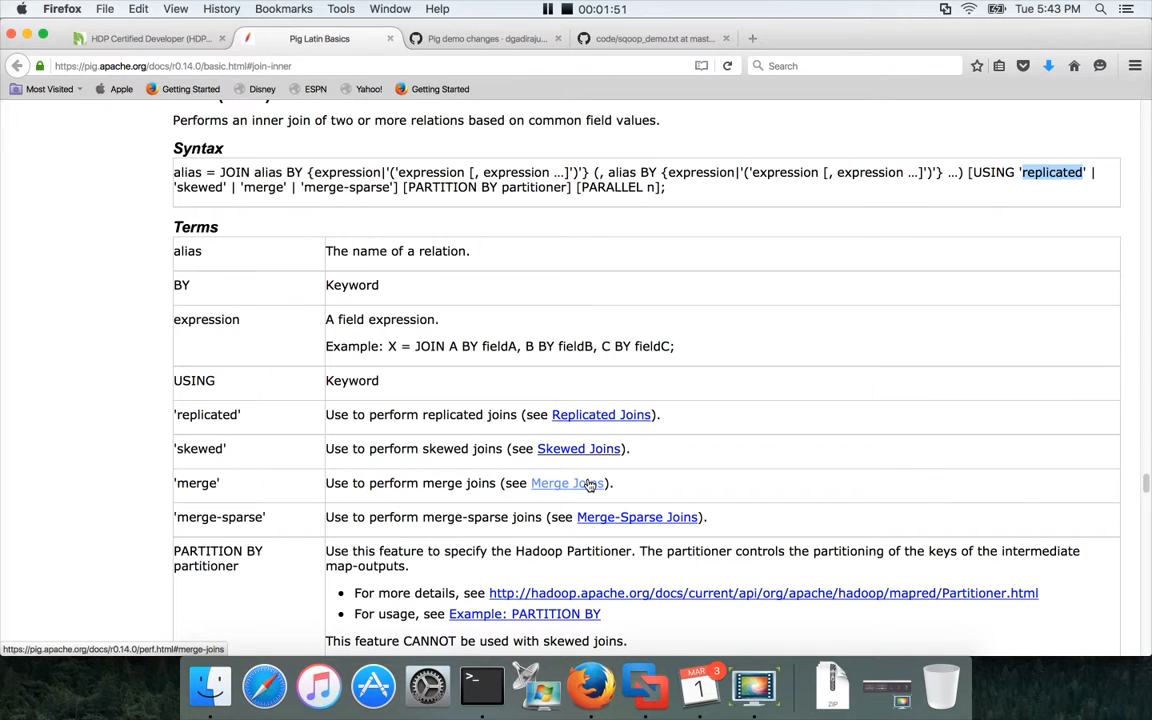 Firefox File Edit View History Bookmarks Tools Window Help 00:01:51 Tue 5:43 PM
HDP Certified Developer (HDP... Pig Latin Basics Pig demo changes · dgadiraju... code/sqoop_demo.txt at mast...
https://pig.apache.org/docs/r0.14.0/basic.html#join-inner Search
Most Visited Apple Getting Started Disney ESPN Yahoo! Getting Started
Performs an inner join of two or more relations based on common field values.
Syntax
alias = JOIN alias BY {expression|'('expression [, expression …]')'} (, alias BY {expression|'('expression [, expression …]')'} …) [USING 'replicated' |
'skewed' | 'merge' | 'merge-sparse'] [PARTITION BY partitioner] [PARALLEL n];
Terms
alias The name of a relation.
BY Keyword
expression A field expression.
Example: X = JOIN A BY fieldA, B BY fieldB, C BY fieldC;
USING Keyword
'replicated' Use to perform replicated joins (see Replicated Joins).
'skewed' Use to perform skewed joins (see Skewed Joins).
'merge' Use to perform merge joins (see Merge Joins).
'merge-sparse' Use to perform merge-sparse joins (see Merge-Sparse Joins).
PARTITION BY Use this feature to specify the Hadoop Partitioner. The partitioner controls the partitioning of the keys of the intermediate
partitioner map-outputs.
• For more details, see http://hadoop.apache.org/docs/current/api/org/apache/hadoop/mapred/Partitioner.html
• For usage, see Example: PARTITION BY
This feature CANNOT be used with skewed joins.
https://pig.apache.org/docs/r0.14.0/perf.html#merge-joins
>_ MAR 3
1 ZIP